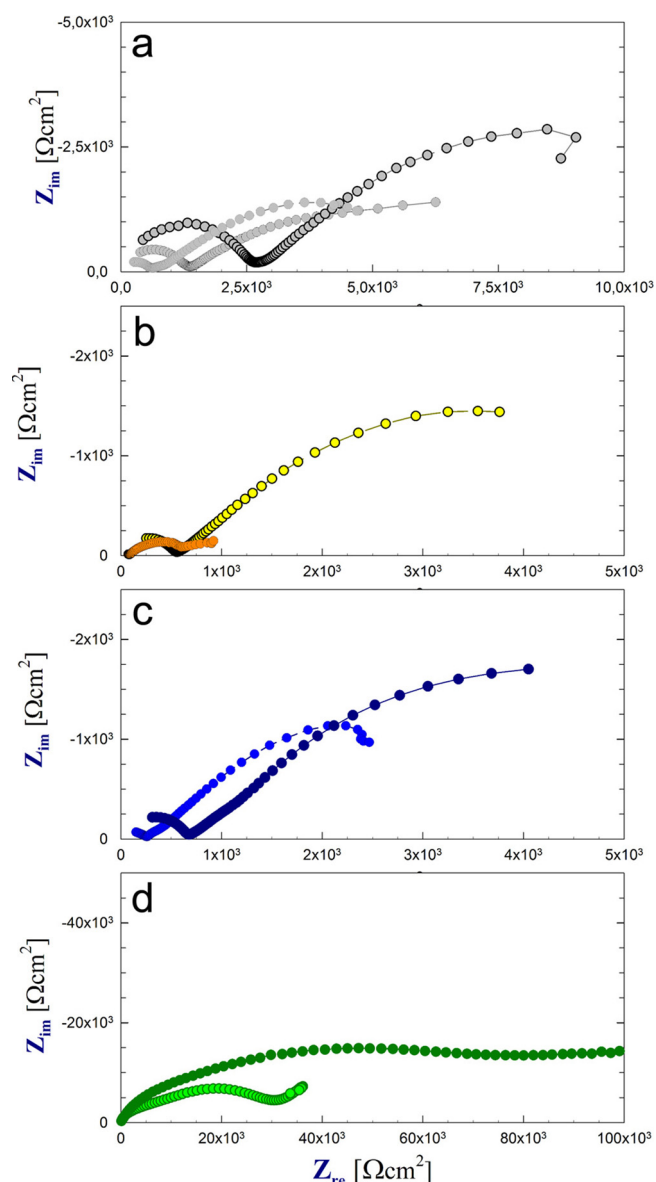 a
-5,0x10³
-2,5x10³
0,0
Z_im [Ωcm²]
0,0 2,5x10³ 5,0x10³ 7,5x10³ 10,0x10³
b
-2x10³
-1x10³
0
Z_im [Ωcm²]
0 1x10³ 2x10³ 3x10³ 4x10³ 5x10³
c
-2x10³
-1x10³
0
Z_im [Ωcm²]
0 1x10³ 2x10³ 3x10³ 4x10³ 5x10³
d
-40x10³
-20x10³
0
Z_im [Ωcm²]
0 20x10³ 40x10³ 60x10³ 80x10³ 100x10³
Z_re [Ωcm²]